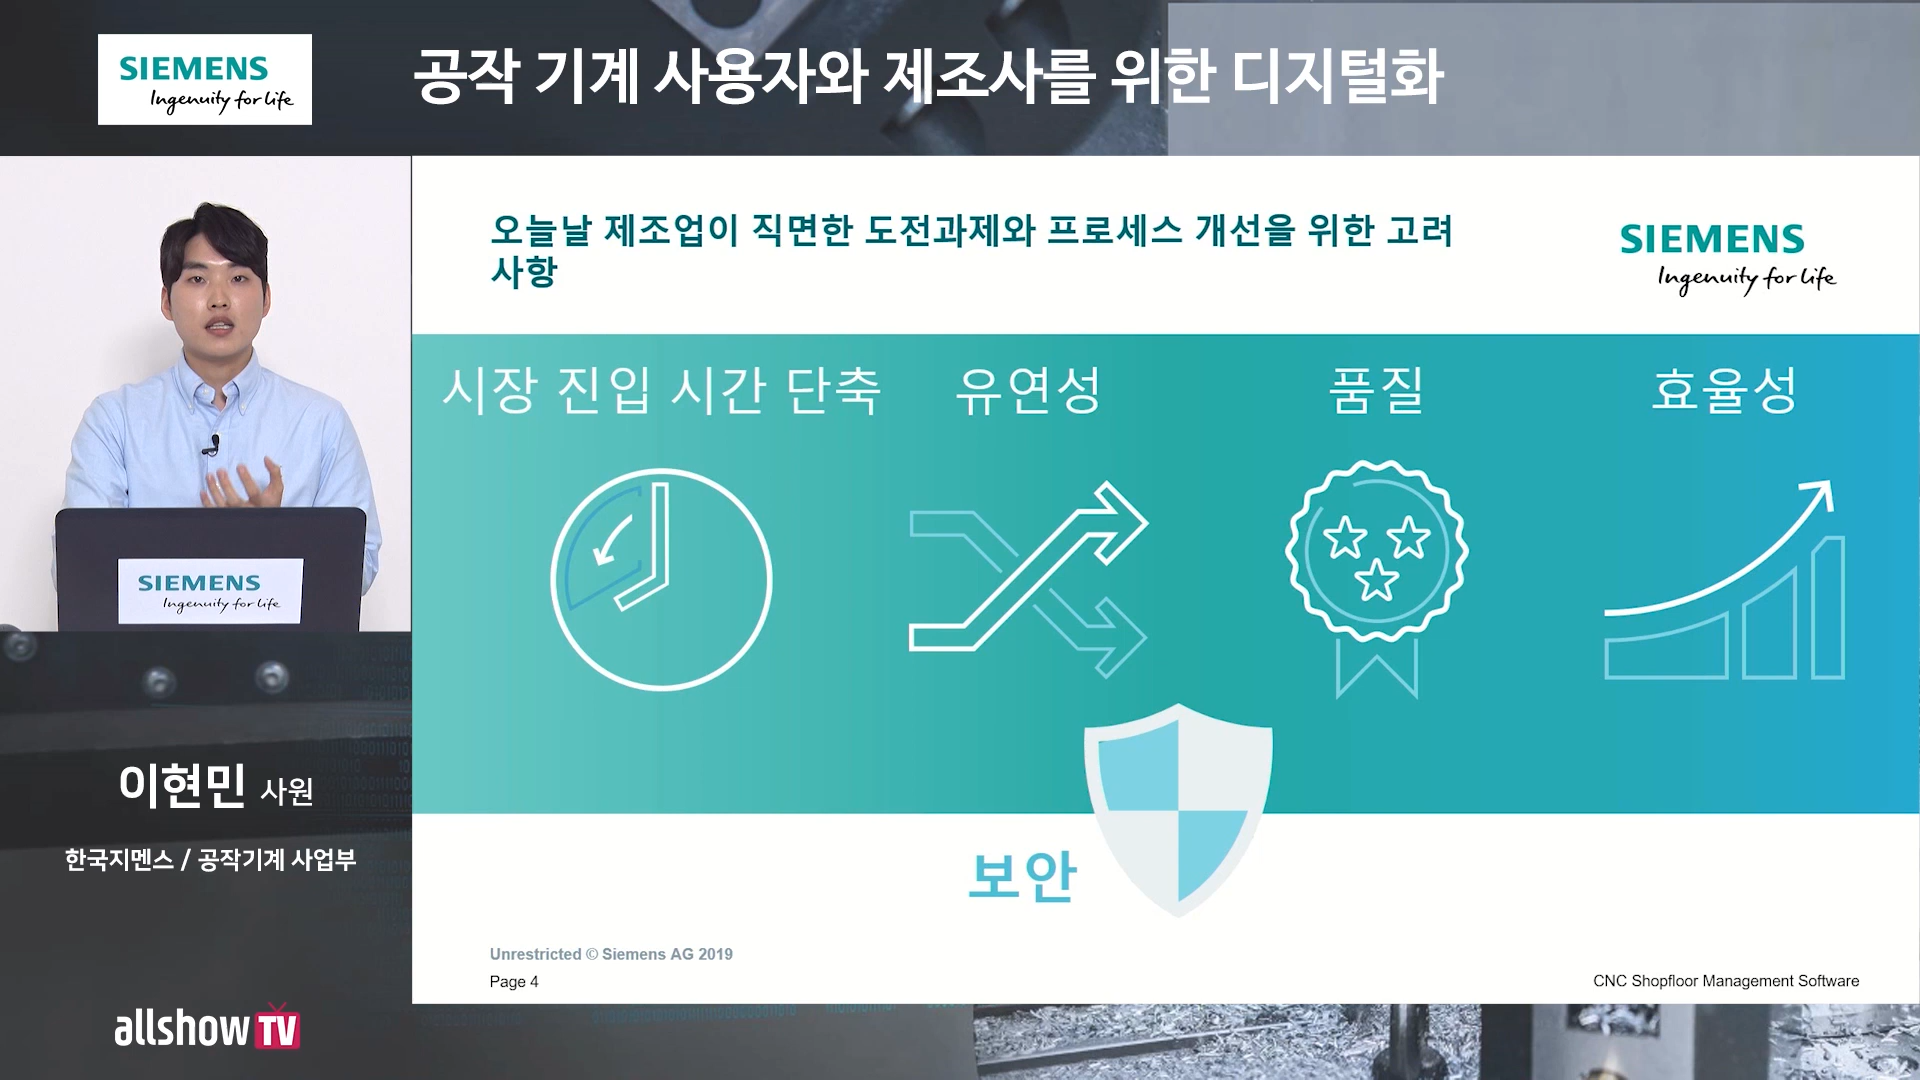 SIEMENS
Ingenuity for life
공작 기계 사용자와 제조사를 위한 디지털화
오늘날 제조업이 직면한 도전과제와 프로세스 개선을 위한 고려
사항
SIEMENS
Ingenuity for life
시장 진입 시간 단축
유연성
품질
효율성
보안
SIEMENS
Ingenuity for life
이현민 사원
한국지멘스 / 공작기계 사업부
Unrestricted © Siemens AG 2019
Page 4
CNC Shopfloor Management Software
allshow TV